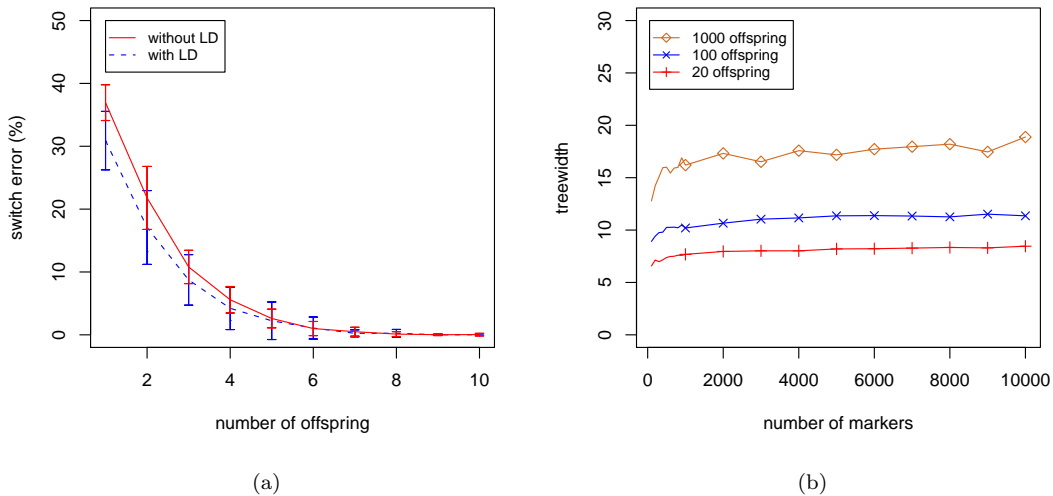 without LD
with LD
switch error (%)
50
40
30
20
10
0
2
4
6
8
10
number of offspring
(a)
1000 offspring
100 offspring
20 offspring
treewidth
30
25
20
15
10
5
0
0
2000
4000
6000
8000
10000
number of markers
(b)